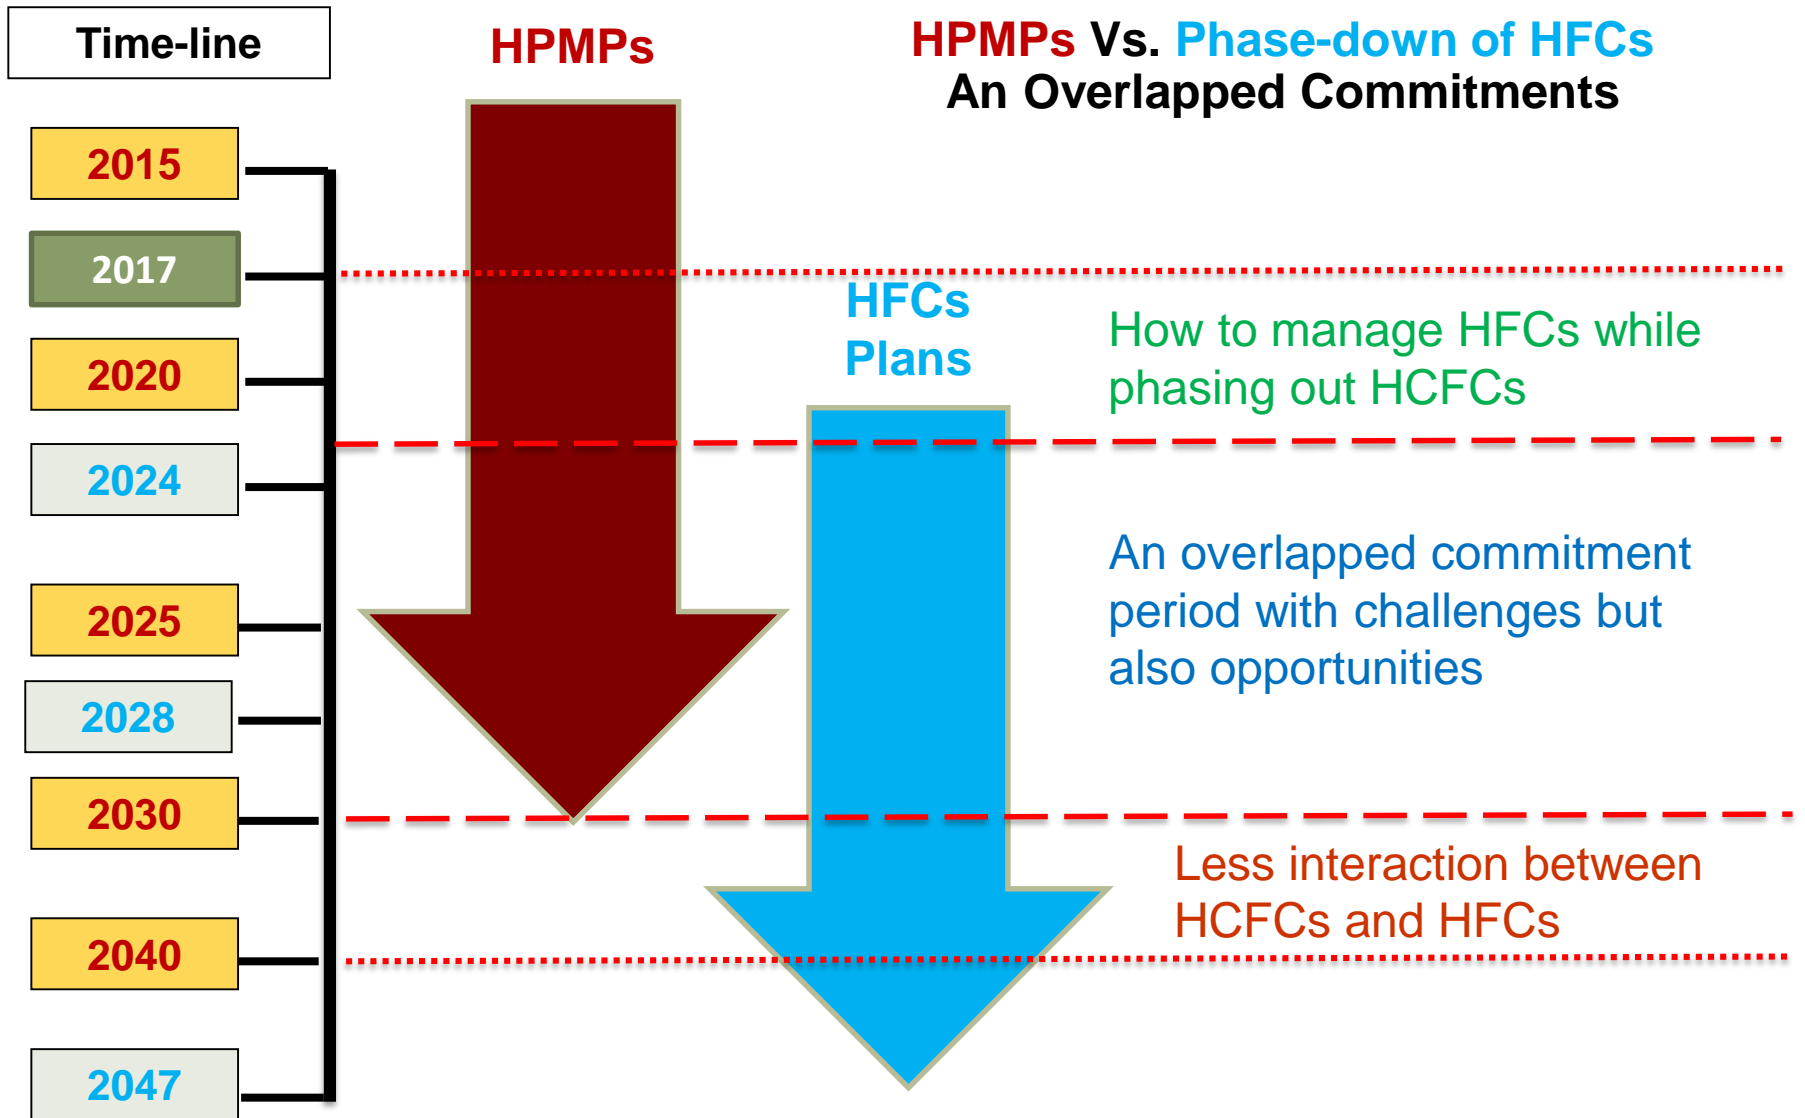 Time-line
HPMPs
HPMPs Vs. Phase-down of HFCs
An Overlapped Commitments
2015
2017
HFCs
Plans
How to manage HFCs while
phasing out HCFCs
2020
2024
An overlapped commitment
period with challenges but
also opportunities
2025
2028
2030
Less interaction between
HCFCs and HFCs
2040
2047